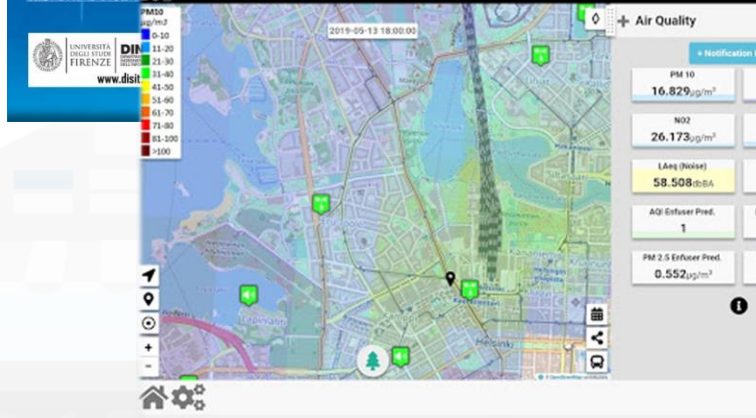 UNIVERSITÀ
DEGLI STUDI
FIRENZE
DIN
www.disit
PM10
µg/m3
0-10
11-20
21-30
31-40
41-50
51-60
61-70
71-80
81-100
>100
2019-05-13 18:00:00
Helsinki
+ Air Quality
+ Notification
PM 10
16.829µg/m³
NO2
26.173µg/m³
LAeq (Noise)
58.508dbBA
AQI Enfuser Pred.
1
PM 2.5 Enfuser Pred.
0.552µg/m³